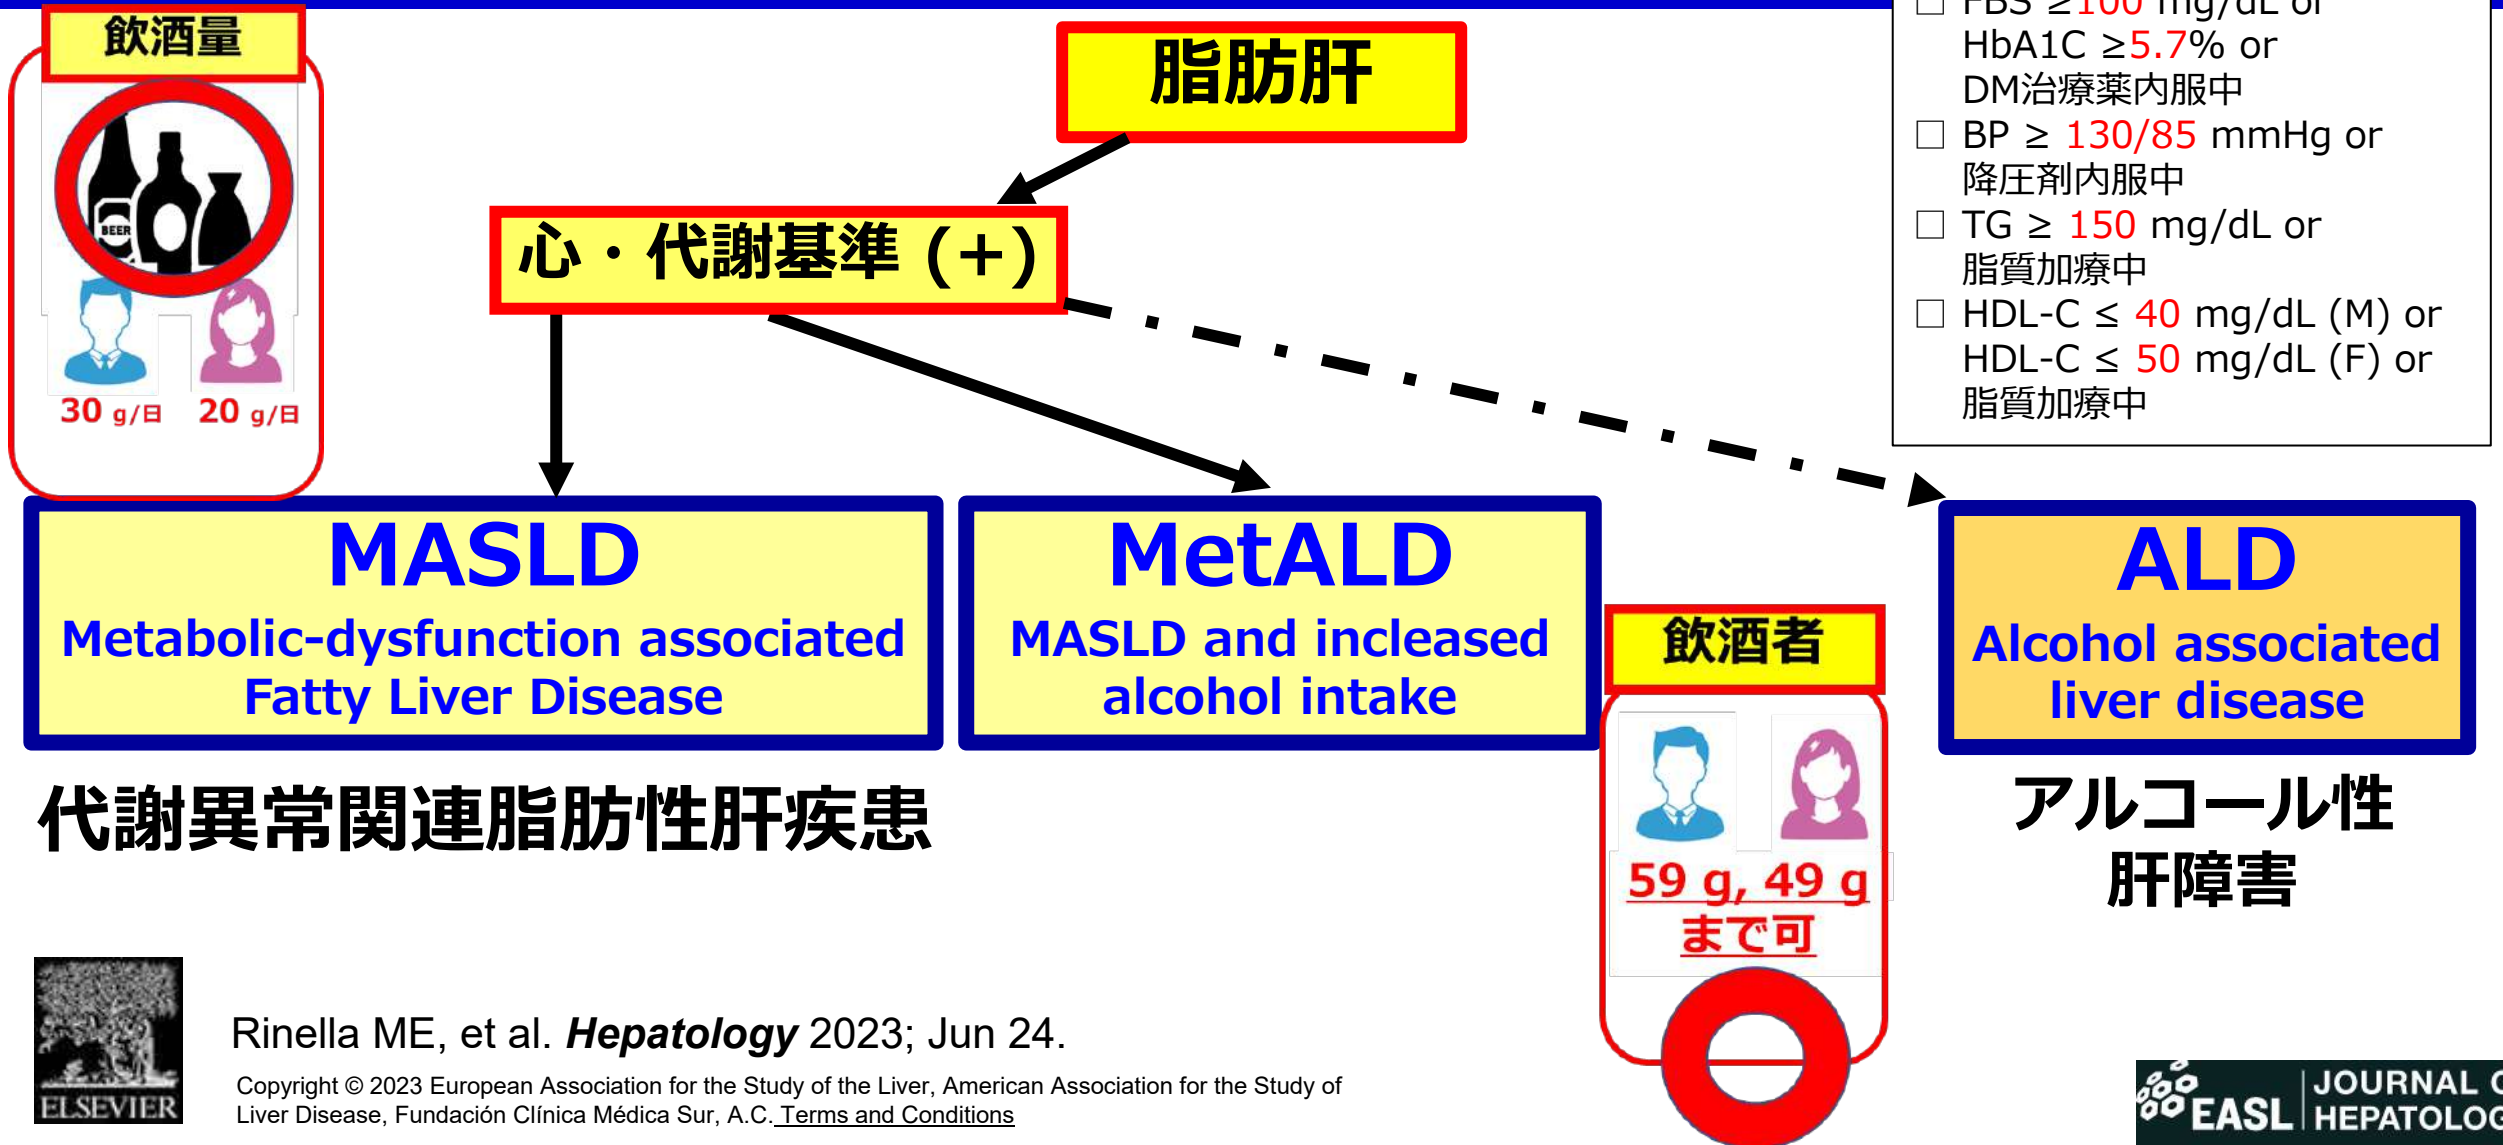 飲酒量
BEER
30 g/日 20 g/日
脂肪肝
心・代謝基準 (+)
□ FBS ≥100 mg/dL or
HbA1C ≥5.7% or
DM治療薬内服中
□ BP ≥ 130/85 mmHg or
降圧剤内服中
□ TG ≥ 150 mg/dL or
脂質加療中
□ HDL-C ≤ 40 mg/dL (M) or
HDL-C ≤ 50 mg/dL (F) or
脂質加療中
MASLD
Metabolic-dysfunction associated
Fatty Liver Disease
代謝異常関連脂肪性肝疾患
MetALD
MASLD and incleased
alcohol intake
飲酒者
59 g, 49 g
まで可
ALD
Alcohol associated
liver disease
アルコール性
肝障害
ELSEVIER
Rinella ME, et al. Hepatology 2023; Jun 24.
Copyright © 2023 European Association for the Study of the Liver, American Association for the Study of
Liver Disease, Fundación Clínica Médica Sur, A.C. Terms and Conditions
EASL
JOURNAL O
HEPATOLOG